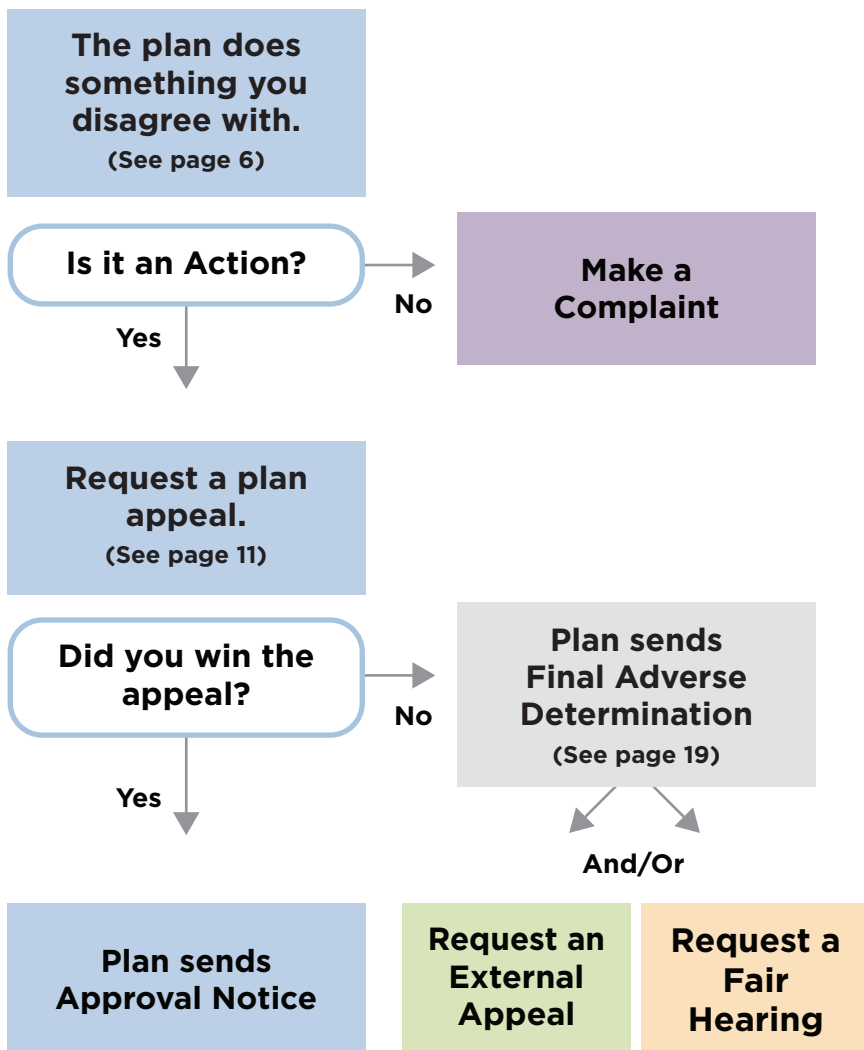 The plan does
something you
disagree with.
(See page 6)
Is it an Action?
No
Make a
Complaint
Yes
Request a plan
appeal.
(See page 11)
Did you win the
appeal?
No
Plan sends
Final Adverse
Determination
(See page 19)
Yes
And/Or
Plan sends
Approval Notice
Request an
External
Appeal
Request a
Fair
Hearing